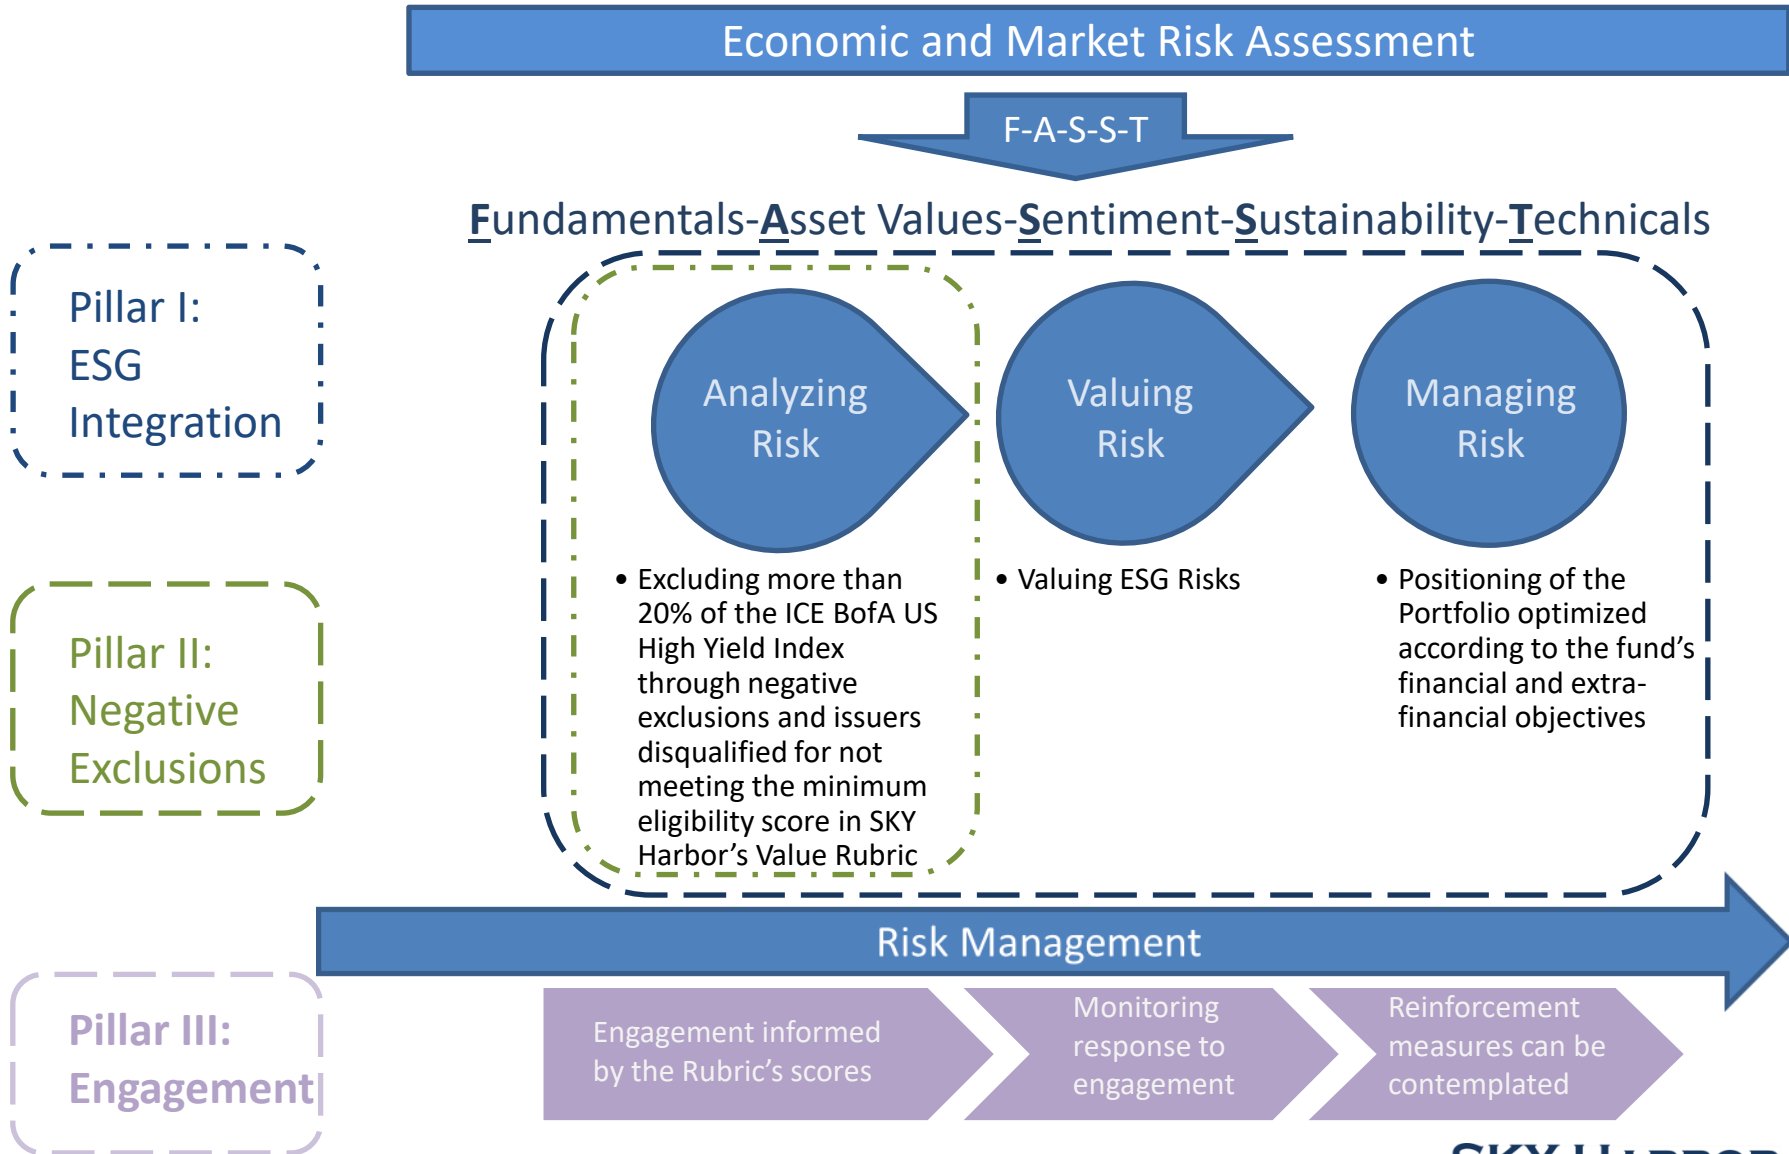 Economic and Market Risk Assessment
F-A-S-S-T
Fundamentals-Asset Values-Sentiment-Sustainability-Technicals
Pillar I:
ESG
Integration
Analyzing
Risk
Valuing
Risk
Managing
Risk
Pillar II:
Negative
Exclusions
• Excluding more than
20% of the ICE BofA US
High Yield Index
through negative
exclusions and issuers
disqualified for not
meeting the minimum
eligibility score in SKY
Harbor’s Value Rubric
• Valuing ESG Risks
• Positioning of the
Portfolio optimized
according to the fund’s
financial and extra-
financial objectives
Risk Management
Pillar III:
Engagement
Engagement informed
by the Rubric’s scores
Monitoring
response to
engagement
Reinforcement
measures can be
contemplated
SKY HARBOR